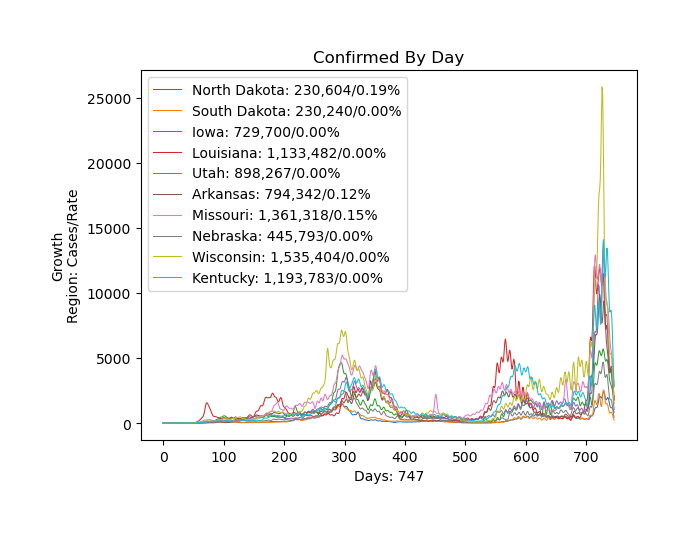 Confirmed By Day
North Dakota: 230,604/0.19%
South Dakota: 230,240/0.00%
Iowa: 729,700/0.00%
Louisiana: 1,133,482/0.00%
Utah: 898,267/0.00%
Arkansas: 794,342/0.12%
Missouri: 1,361,318/0.15%
Nebraska: 445,793/0.00%
Wisconsin: 1,535,404/0.00%
Kentucky: 1,193,783/0.00%
Growth
Region: Cases/Rate
25000
20000
15000
10000
5000
0
0 100 200 300 400 500 600 700
Days: 747